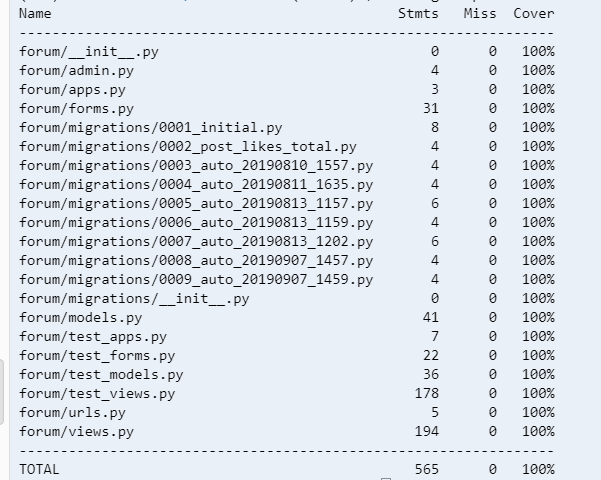 Name Stmts Miss Cover
---------------------------------------------------------------------
forum/__init__.py 0 0 100%
forum/admin.py 4 0 100%
forum/apps.py 3 0 100%
forum/forms.py 31 0 100%
forum/migrations/0001_initial.py 8 0 100%
forum/migrations/0002_post_likes_total.py 4 0 100%
forum/migrations/0003_auto_20190810_1557.py 4 0 100%
forum/migrations/0004_auto_20190811_1635.py 4 0 100%
forum/migrations/0005_auto_20190813_1157.py 6 0 100%
forum/migrations/0006_auto_20190813_1159.py 4 0 100%
forum/migrations/0007_auto_20190813_1202.py 6 0 100%
forum/migrations/0008_auto_20190907_1457.py 4 0 100%
forum/migrations/0009_auto_20190907_1459.py 4 0 100%
forum/migrations/__init__.py 0 0 100%
forum/models.py 41 0 100%
forum/test_apps.py 7 0 100%
forum/test_forms.py 22 0 100%
forum/test_models.py 36 0 100%
forum/test_views.py 178 0 100%
forum/urls.py 5 0 100%
forum/views.py 194 0 100%
---------------------------------------------------------------------
TOTAL 565 0 100%